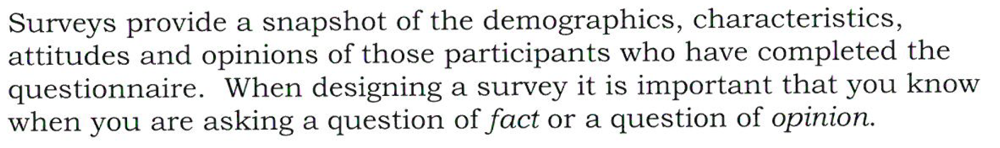 Surveys provide a snapshot of the demographics, characteristics,
attitudes and opinions of those participants who have completed the
questionnaire.  When designing a survey it is important that you know
when you are asking a question of fact or a question of opinion.